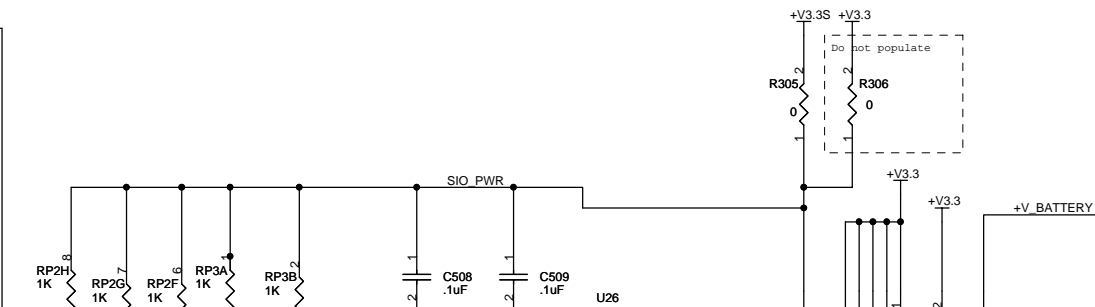 +V3.3S +V3.3
Do not populate
2
2
R305
0
R306
0
1
1
SIO_PWR
+V3.3
+V3.3
+V_BATTERY
8
RP2H
1K
7
RP2G
1K
6
RP2F
1K
1
RP3A
1K
2
RP3B
1K
1
C508
.1uF
2
1
C509
.1uF
2
U26
1
2